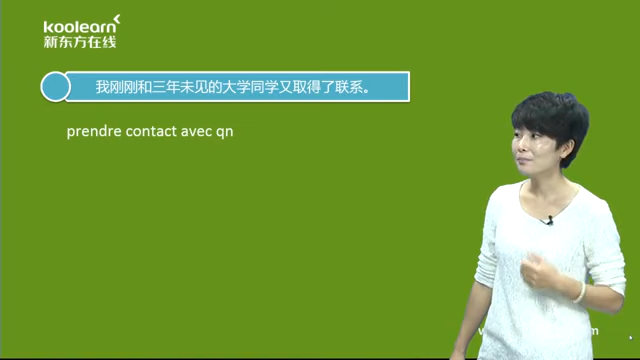 koolearn
新东方在线
我刚刚和三年未见的大学同学又取得了联系。
prendre contact avec qn